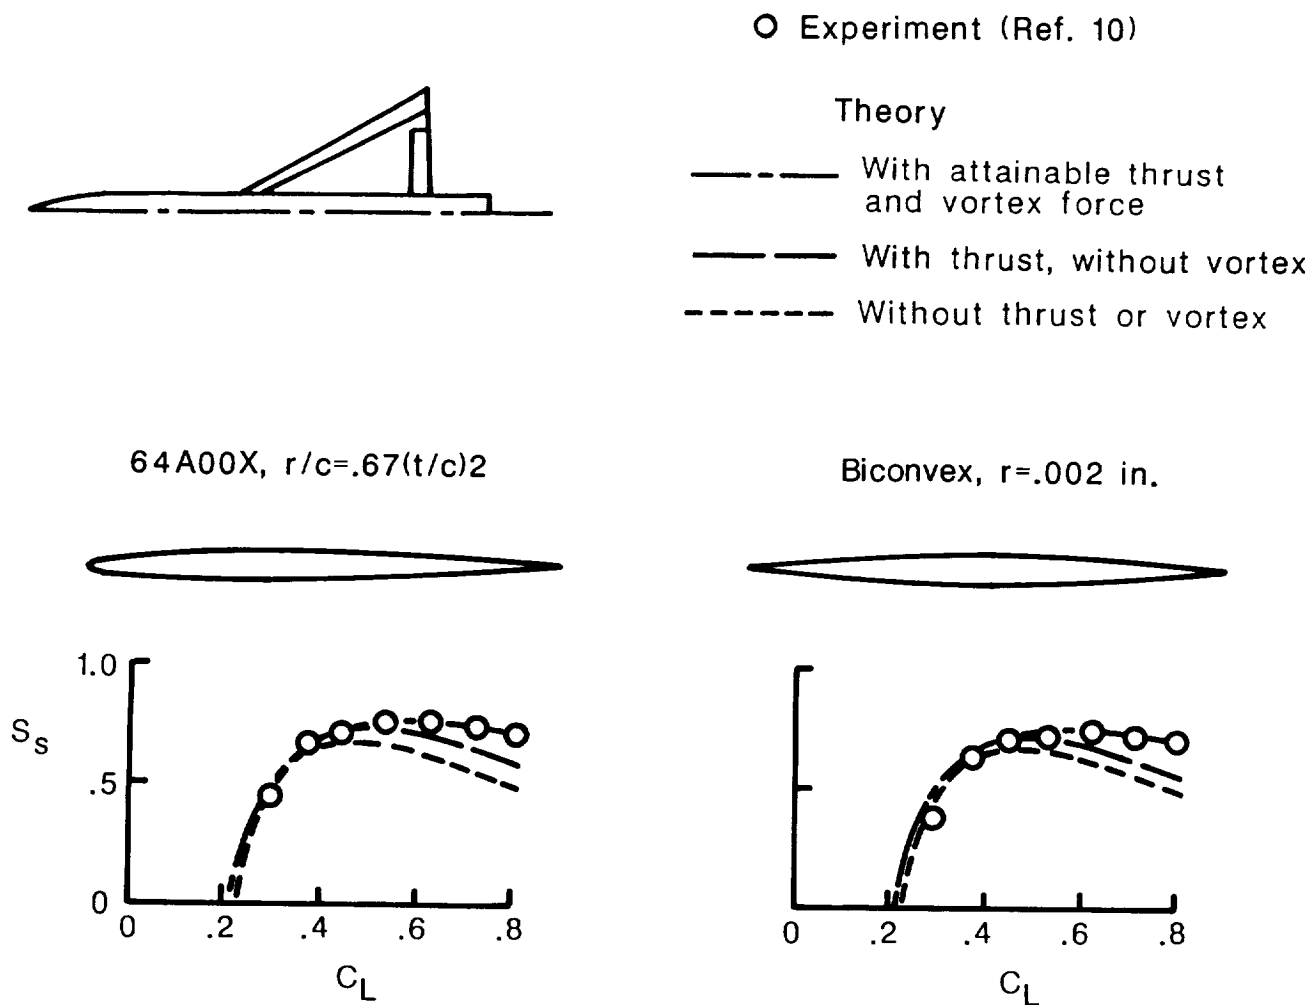 Experiment (Ref. 10)
Theory
With attainable thrust
and vortex force
With thrust, without vortex
Without thrust or vortex
64A00X, r/c=.67(t/c)2
Biconvex, r=.002 in.
1.0
Ss
.5
0
0 .2 .4 .6 .8
CL
0 .2 .4 .6 .8
CL